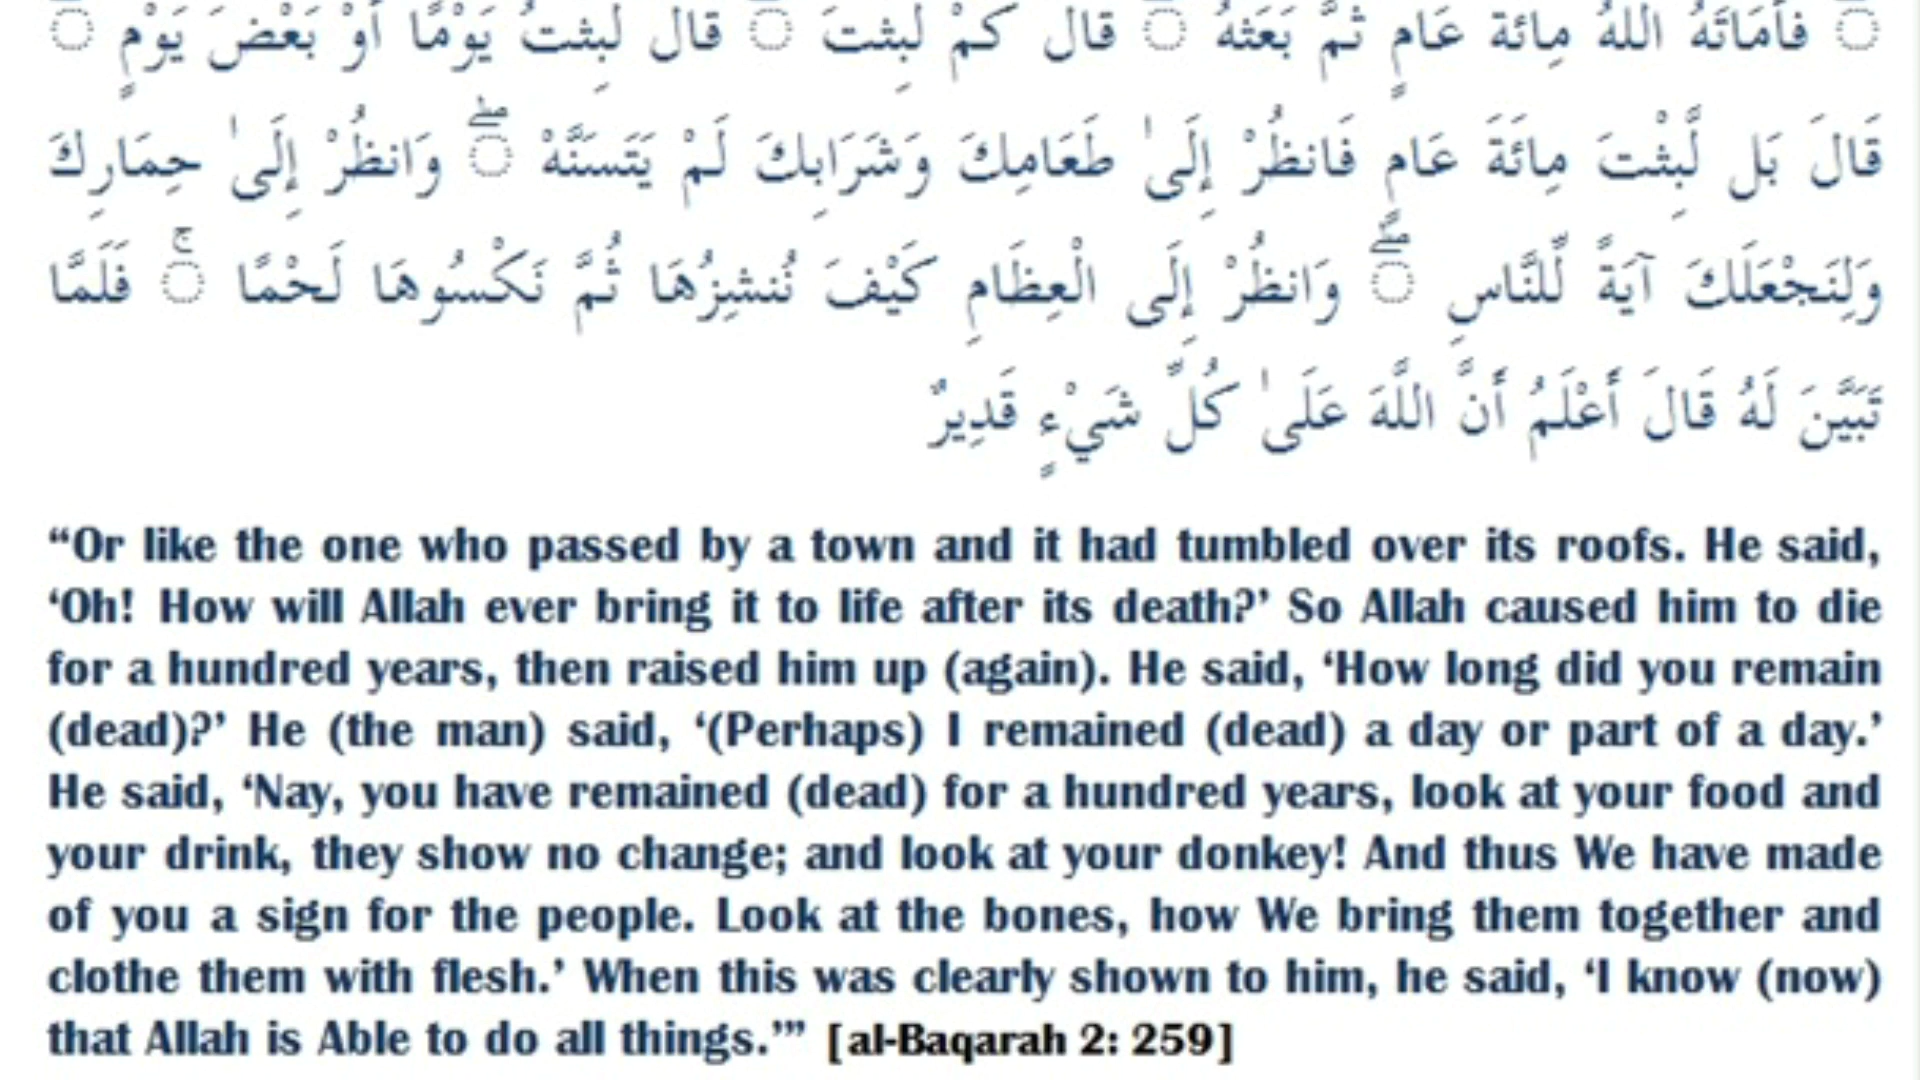 ۖ فَأَمَاتَهُ اللَّهُ مِائَةَ عَامٍ ثُمَّ بَعَثَهُ ۖ قَالَ كَمْ لَبِثْتَ ۖ قَالَ لَبِثْتُ يَوْمًا أَوْ بَعْضَ يَوْمٍ ۖ
قَالَ بَل لَّبِثْتَ مِائَةَ عَامٍ فَانظُرْ إِلَىٰ طَعَامِكَ وَشَرَابِكَ لَمْ يَتَسَنَّهْ ۖ وَانظُرْ إِلَىٰ حِمَارِكَ
وَلِنَجْعَلَكَ آيَةً لِّلنَّاسِ ۖ وَانظُرْ إِلَى الْعِظَامِ كَيْفَ نُنشِزُهَا ثُمَّ نَكْسُوهَا لَحْمًا ۚ فَلَمَّا
تَبَيَّنَ لَهُ قَالَ أَعْلَمُ أَنَّ اللَّهَ عَلَىٰ كُلِّ شَيْءٍ قَدِيرٌ
“Or like the one who passed by a town and it had tumbled over its roofs. He said,
‘Oh! How will Allah ever bring it to life after its death?’ So Allah caused him to die
for a hundred years, then raised him up (again). He said, ‘How long did you remain
(dead)?’ He (the man) said, ‘(Perhaps) I remained (dead) a day or part of a day.’
He said, ‘Nay, you have remained (dead) for a hundred years, look at your food and
your drink, they show no change; and look at your donkey! And thus We have made
of you a sign for the people. Look at the bones, how We bring them together and
clothe them with flesh.’ When this was clearly shown to him, he said, ‘I know (now)
that Allah is Able to do all things.’” [al-Baqarah 2: 259]